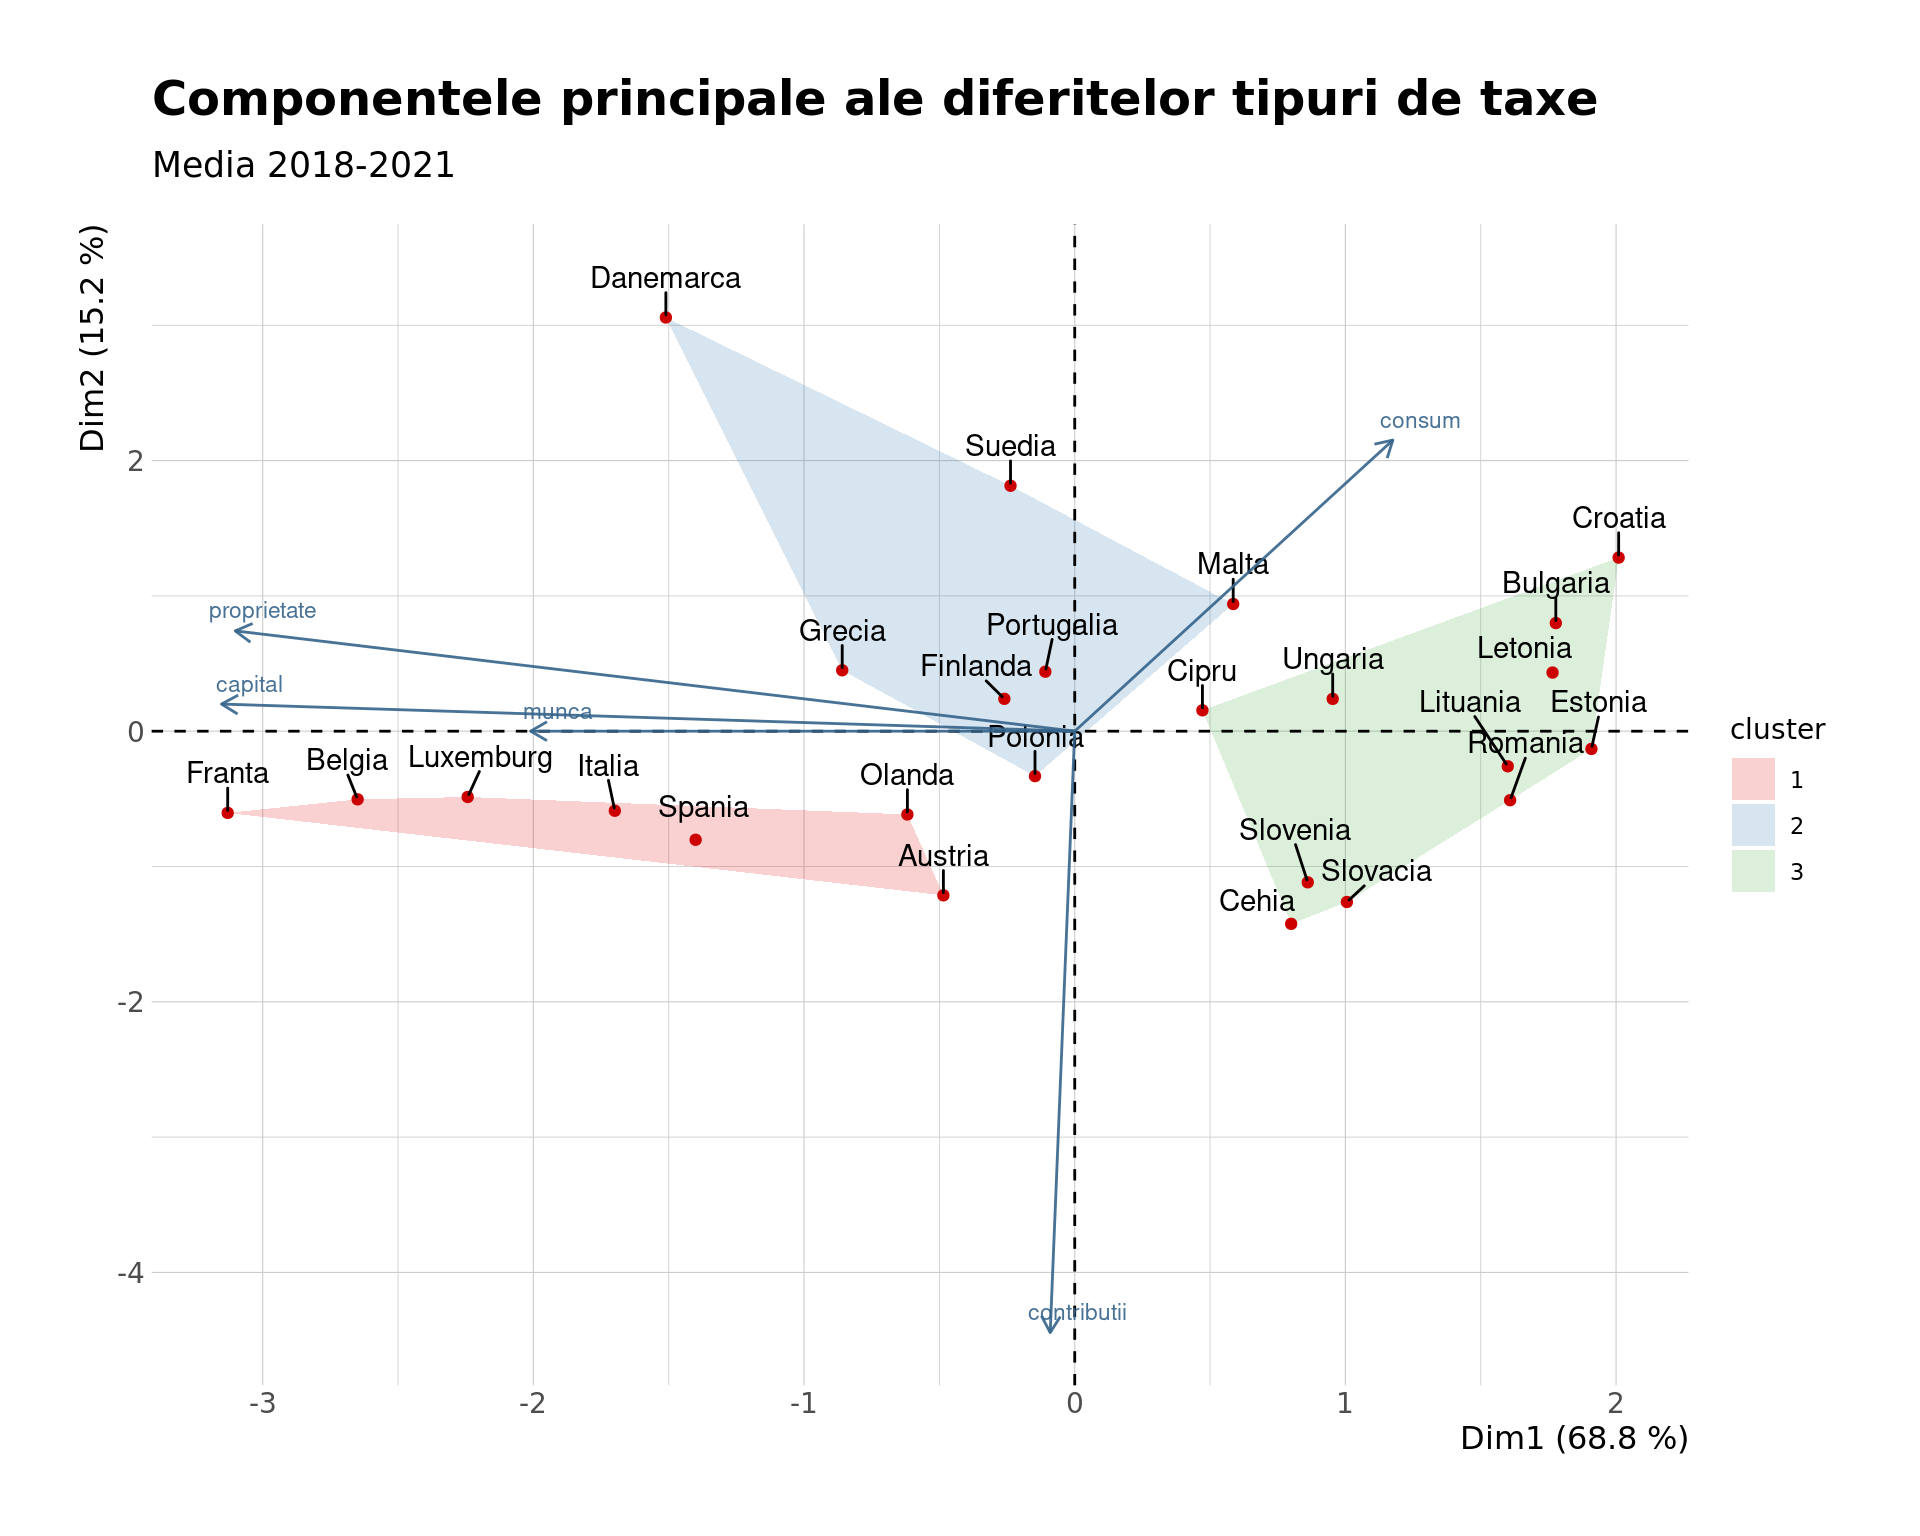 Componentele principale ale diferitelor tipuri de taxe
Media 2018-2021
Dim2 (15.2 %)
Danemarca
consum
Suedia
2
Croatia
Malta
Bulgaria
proprietate
Portugalia
Grecia
Letonia
Ungaria
Finlanda
Cipru
capital
Lituania
Estonia
munca
0
Polonia
Romania
Luxemburg
Belgia
Italia
Franta
Olanda
Spania
Slovenia
Austria
Slovacia
Cehia
cluster
1
2
3
-2
-4
contributii
-3
-2
-1
0
1
2
Dim1 (68.8 %)